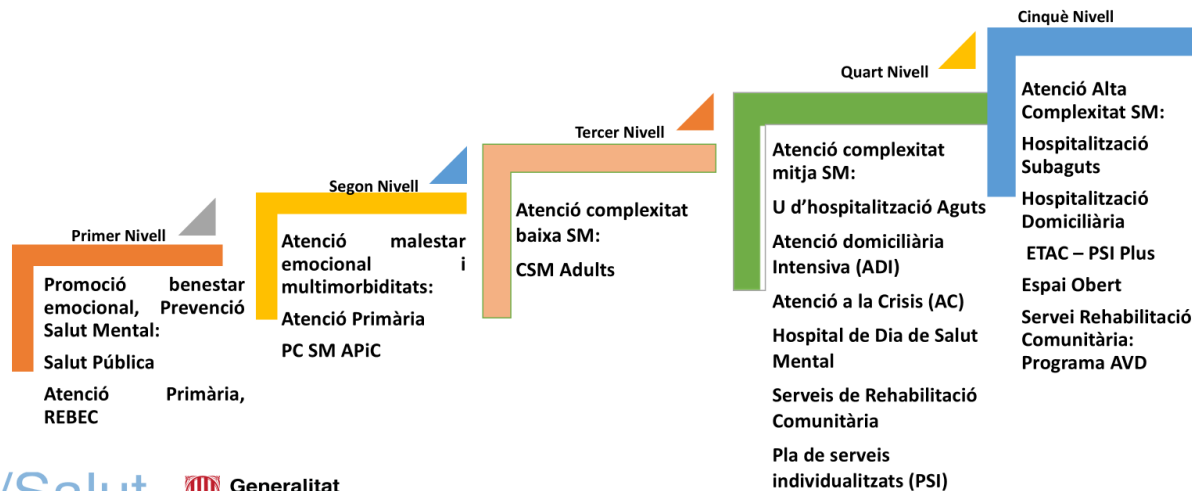 Primer Nivell
Promoció benestar
emocional, Prevenció
Salut Mental:
Salut Pública
Atenció Primària,
REBEC
Segon Nivell
Atenció malestar
emocional i
multimorbiditats:
Atenció Primària
PC SM APiC
Tercer Nivell
Atenció complexitat
baixa SM:
CSM Adults
Quart Nivell
Atenció complexitat
mitja SM:
U d’hospitalització Aguts
Atenció domiciliària
Intensiva (ADI)
Atenció a la Crisis (AC)
Hospital de Dia de Salut
Mental
Serveis de Rehabilitació
Comunitària
Pla de serveis
individualitzats (PSI)
Cinquè Nivell
Atenció Alta
Complexitat SM:
Hospitalització
Subaguts
Hospitalització
Domiciliària
ETAC – PSI Plus
Espai Obert
Servei Rehabilitació
Comunitària:
Programa AVD
/Salut
Generalitat